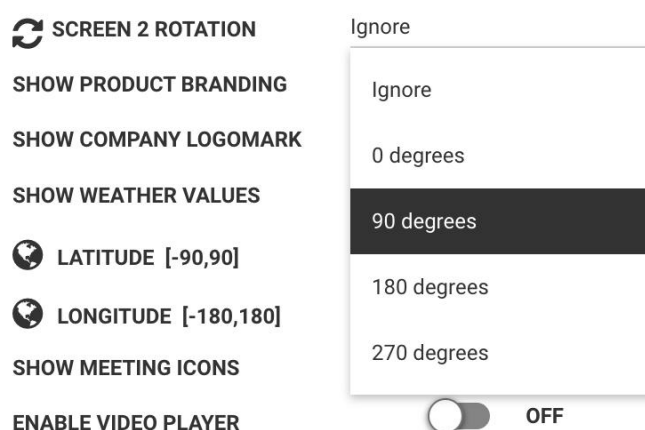 SCREEN 2 ROTATION Ignore
SHOW PRODUCT BRANDING Ignore
SHOW COMPANY LOGOMARK 0 degrees
SHOW WEATHER VALUES 90 degrees
LATITUDE [-90,90] 180 degrees
LONGITUDE [-180,180] 270 degrees
SHOW MEETING ICONS
ENABLE VIDEO PLAYER OFF